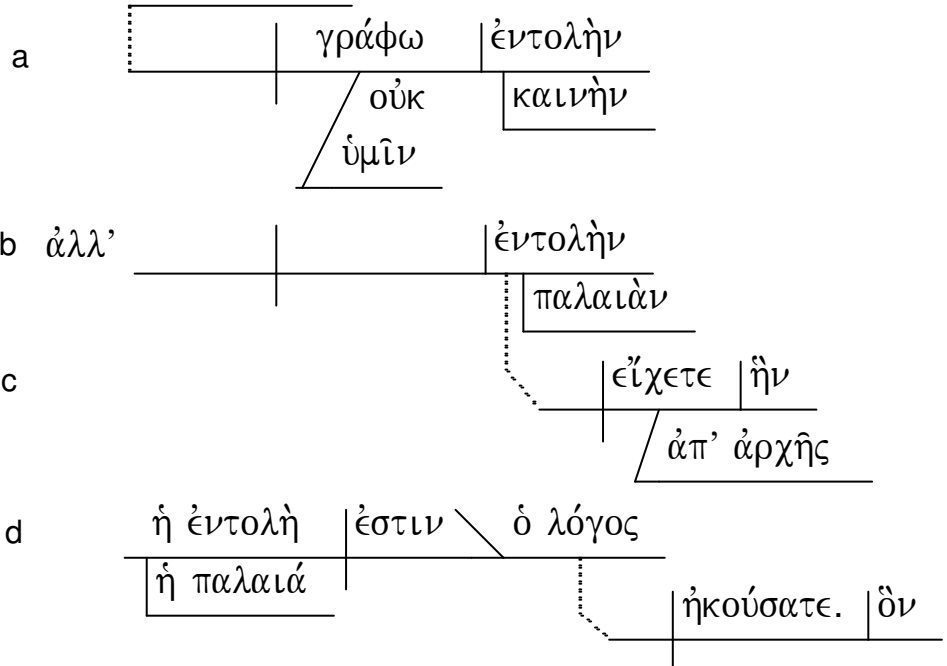 a γράφω ἐντολὴν
οὐκ καινὴν
ὑμῖν
b ἀλλ’ ἐντολὴν
παλαιὰν
c εἴχετε ἣν
ἀπ’ ἀρχῆς
d ἡ ἐντολὴ ἐστιν ὁ λόγος
ἡ παλαιά
ἠκούσατε. ὃν